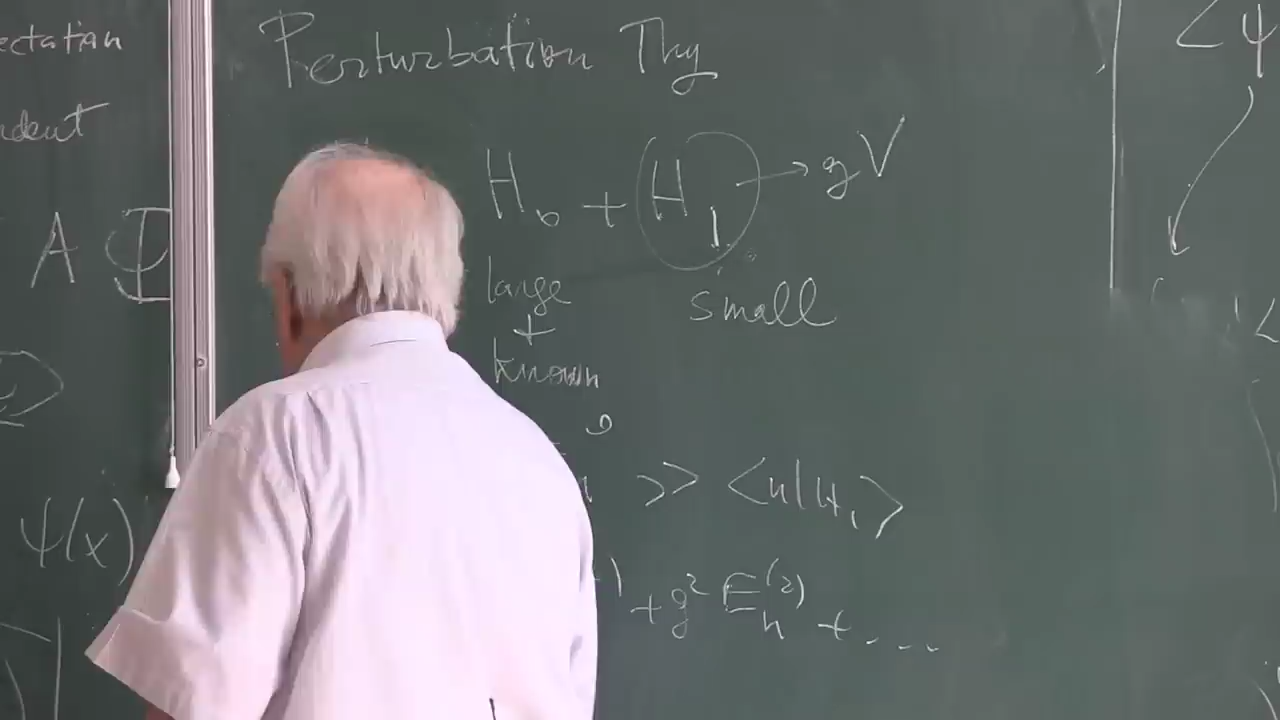 ectation
ndent
A Φ
ψ(x)
Perturbation Thy
H₀ + H₁ → gV
large
+
known
small
>> <n|H₁>
) + g² Eₙ⁽²⁾ + ....
<ψ
<